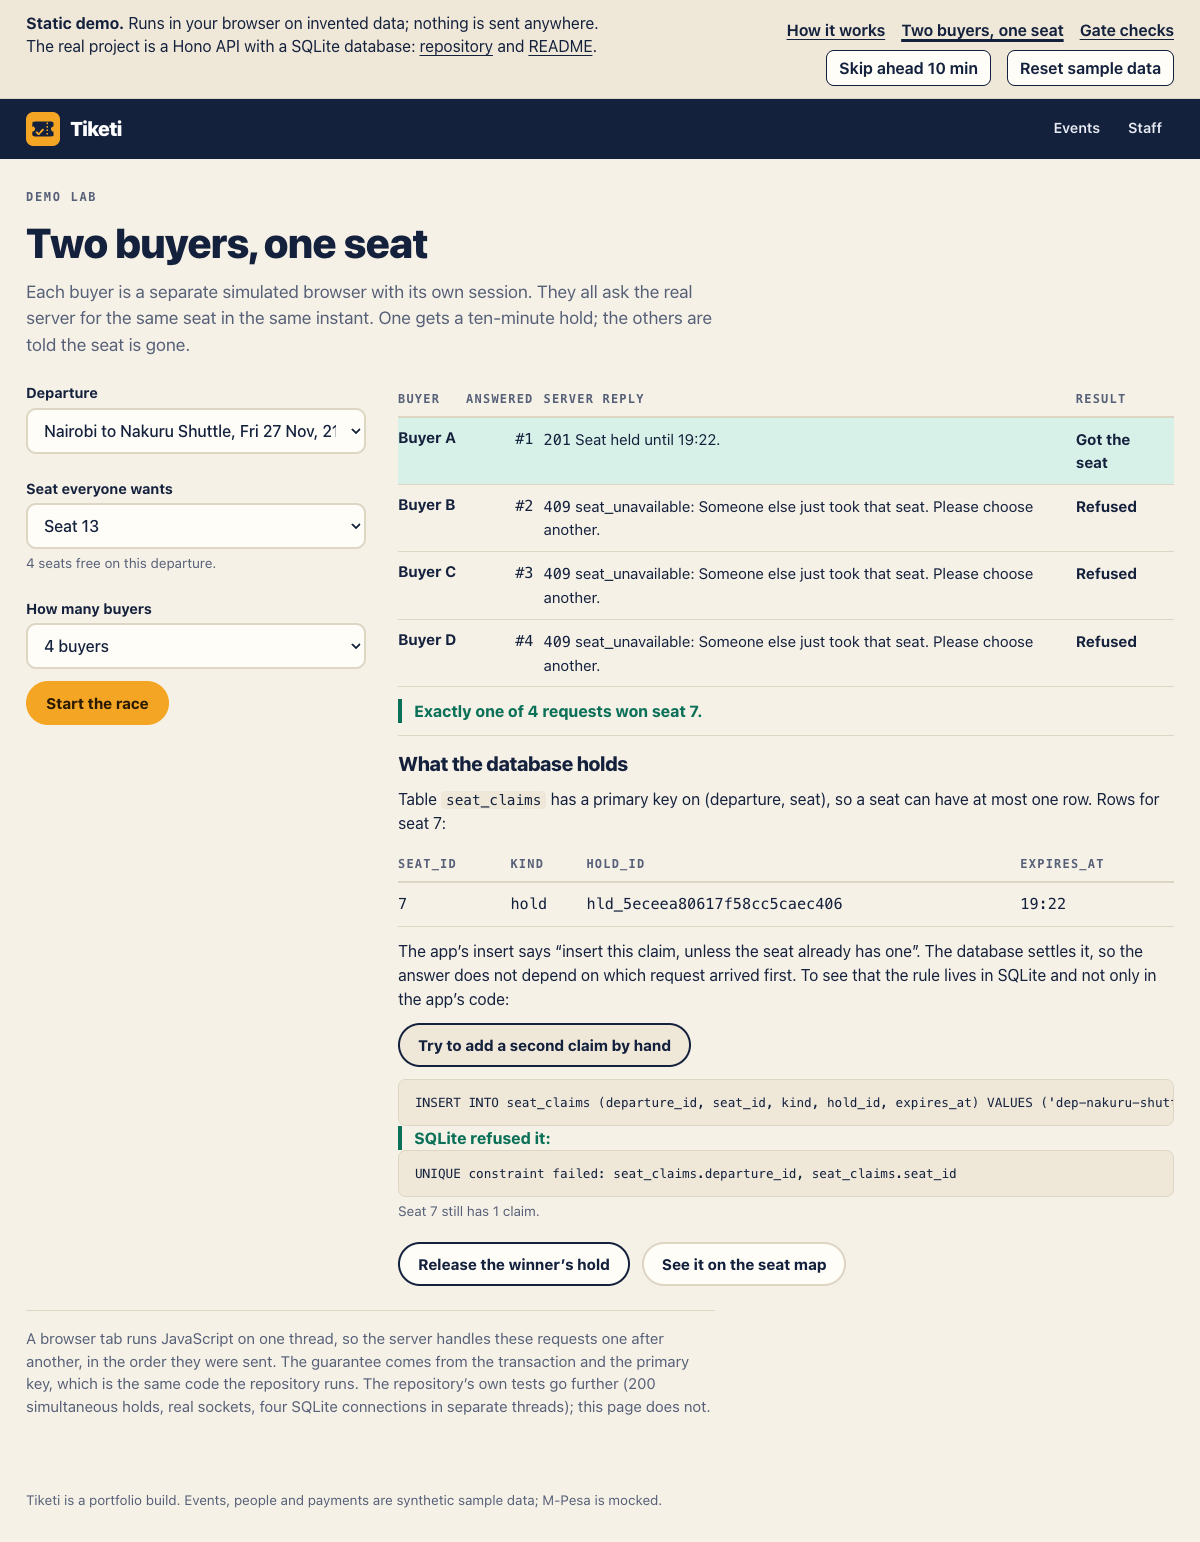 Static demo. Runs in your browser on invented data; nothing is sent anywhere.
The real project is a Hono API with a SQLite database: repository and README.
How it works Two buyers, one seat Gate checks
Skip ahead 10 min Reset sample data
Tiketi
Events Staff
DEMO LAB
Two buyers, one seat
Each buyer is a separate simulated browser with its own session. They all ask the real
server for the same seat in the same instant. One gets a ten-minute hold; the others are
told the seat is gone.
Departure
Nairobi to Nakuru Shuttle, Fri 27 Nov, 21
Seat everyone wants
Seat 13
4 seats free on this departure.
How many buyers
4 buyers
Start the race
BUYER ANSWERED SERVER REPLY RESULT
Buyer A #1 201 Seat held until 19:22. Got the
seat
Buyer B #2 409 seat_unavailable: Someone else just took that seat. Please choose Refused
another.
Buyer C #3 409 seat_unavailable: Someone else just took that seat. Please choose Refused
another.
Buyer D #4 409 seat_unavailable: Someone else just took that seat. Please choose Refused
another.
Exactly one of 4 requests won seat 7.
What the database holds
Table seat_claims has a primary key on (departure, seat), so a seat can have at most one row. Rows for
seat 7:
SEAT_ID KIND HOLD_ID EXPIRES_AT
7 hold hld_5eceea80617f58cc5caec406 19:22
The app’s insert says “insert this claim, unless the seat already has one”. The database settles it, so the
answer does not depend on which request arrived first. To see that the rule lives in SQLite and not only in
the app’s code:
Try to add a second claim by hand
INSERT INTO seat_claims (departure_id, seat_id, kind, hold_id, expires_at) VALUES ('dep-nakuru-shut
SQLite refused it:
UNIQUE constraint failed: seat_claims.departure_id, seat_claims.seat_id
Seat 7 still has 1 claim.
Release the winner’s hold See it on the seat map
A browser tab runs JavaScript on one thread, so the server handles these requests one after
another, in the order they were sent. The guarantee comes from the transaction and the primary
key, which is the same code the repository runs. The repository’s own tests go further (200
simultaneous holds, real sockets, four SQLite connections in separate threads); this page does not.
Tiketi is a portfolio build. Events, people and payments are synthetic sample data; M-Pesa is mocked.